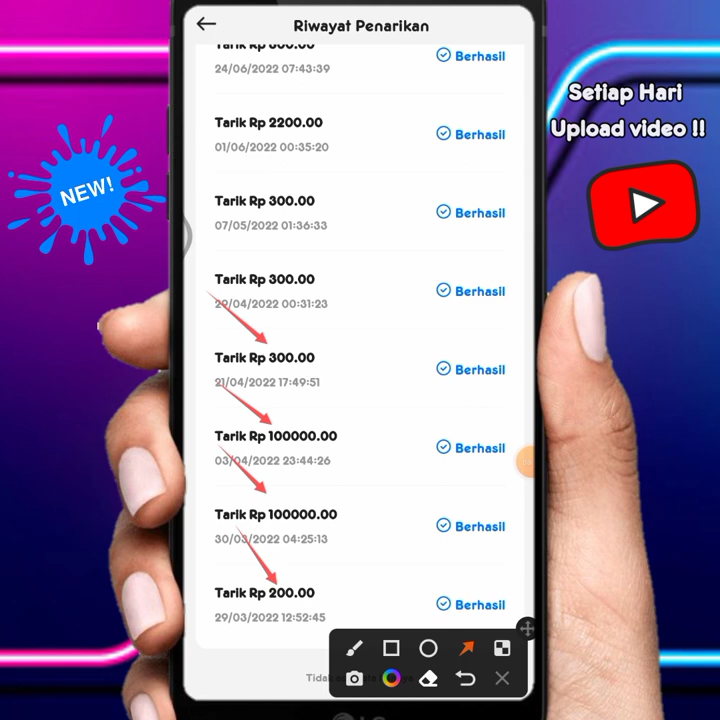 Riwayat Penarikan
24/06/2022 07:43:39
Berhasil
Setiap Hari
Upload video !!
NEW!
Tarik Rp 2200.00
01/06/2022 00:35:20
Berhasil
Tarik Rp 300.00
07/05/2022 01:36:33
Berhasil
Tarik Rp 300.00
29/04/2022 00:31:23
Berhasil
Tarik Rp 300.00
21/04/2022 17:49:51
Berhasil
Tarik Rp 100000.00
03/04/2022 23:44:26
Berhasil
Tarik Rp 100000.00
30/03/2022 04:25:13
Berhasil
Tarik Rp 200.00
29/03/2022 12:52:45
Berhasil